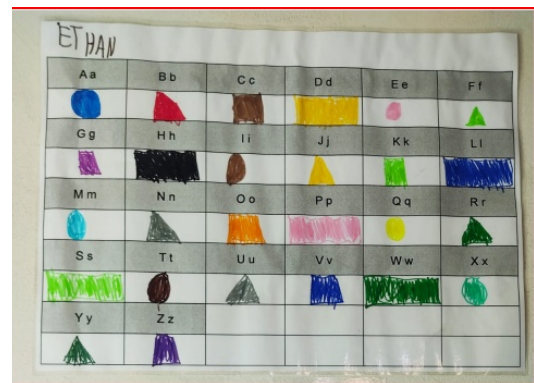 ETHAN
Aa Bb Cc Dd Ee Ff
Gg Hh Ii Jj Kk Ll
Mm Nn Oo Pp Qq Rr
Ss Tt Uu Vv Ww Xx
Yy Zz